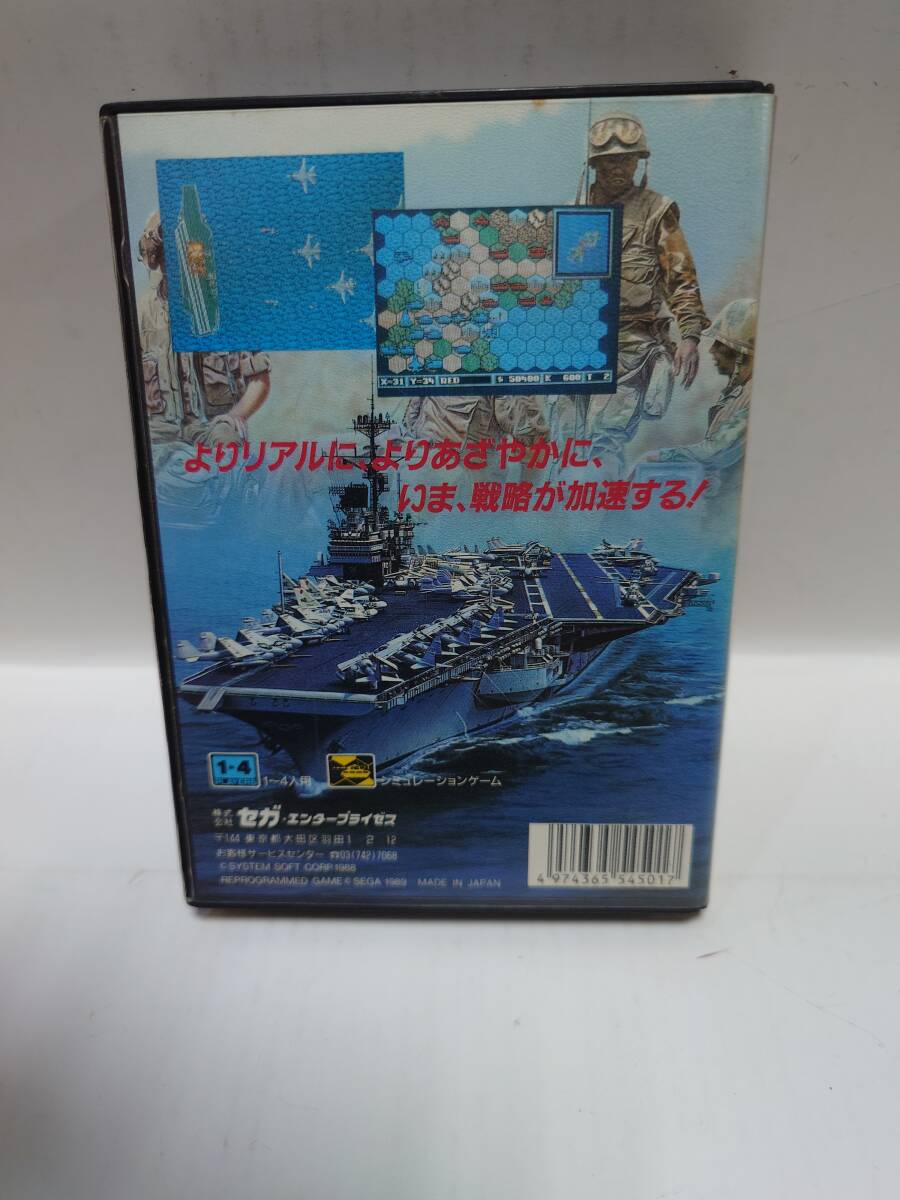 X=31 Y=34 RED $ 50400 K 600 T 2
よりリアルに、よりあざやかに、
いま、戦略が加速する!
1-4
PLAYERS
1〜4人用
シミュレーションゲーム
株式会社 セガ・エンタープライゼス
〒144 東京都大田区羽田1 2 12
お客様サービスセンター ☎03(742)7068
© SYSTEM SOFT CORP 1988
REPROGRAMMED GAME © SEGA 1989 MADE IN JAPAN
4 974365 545017